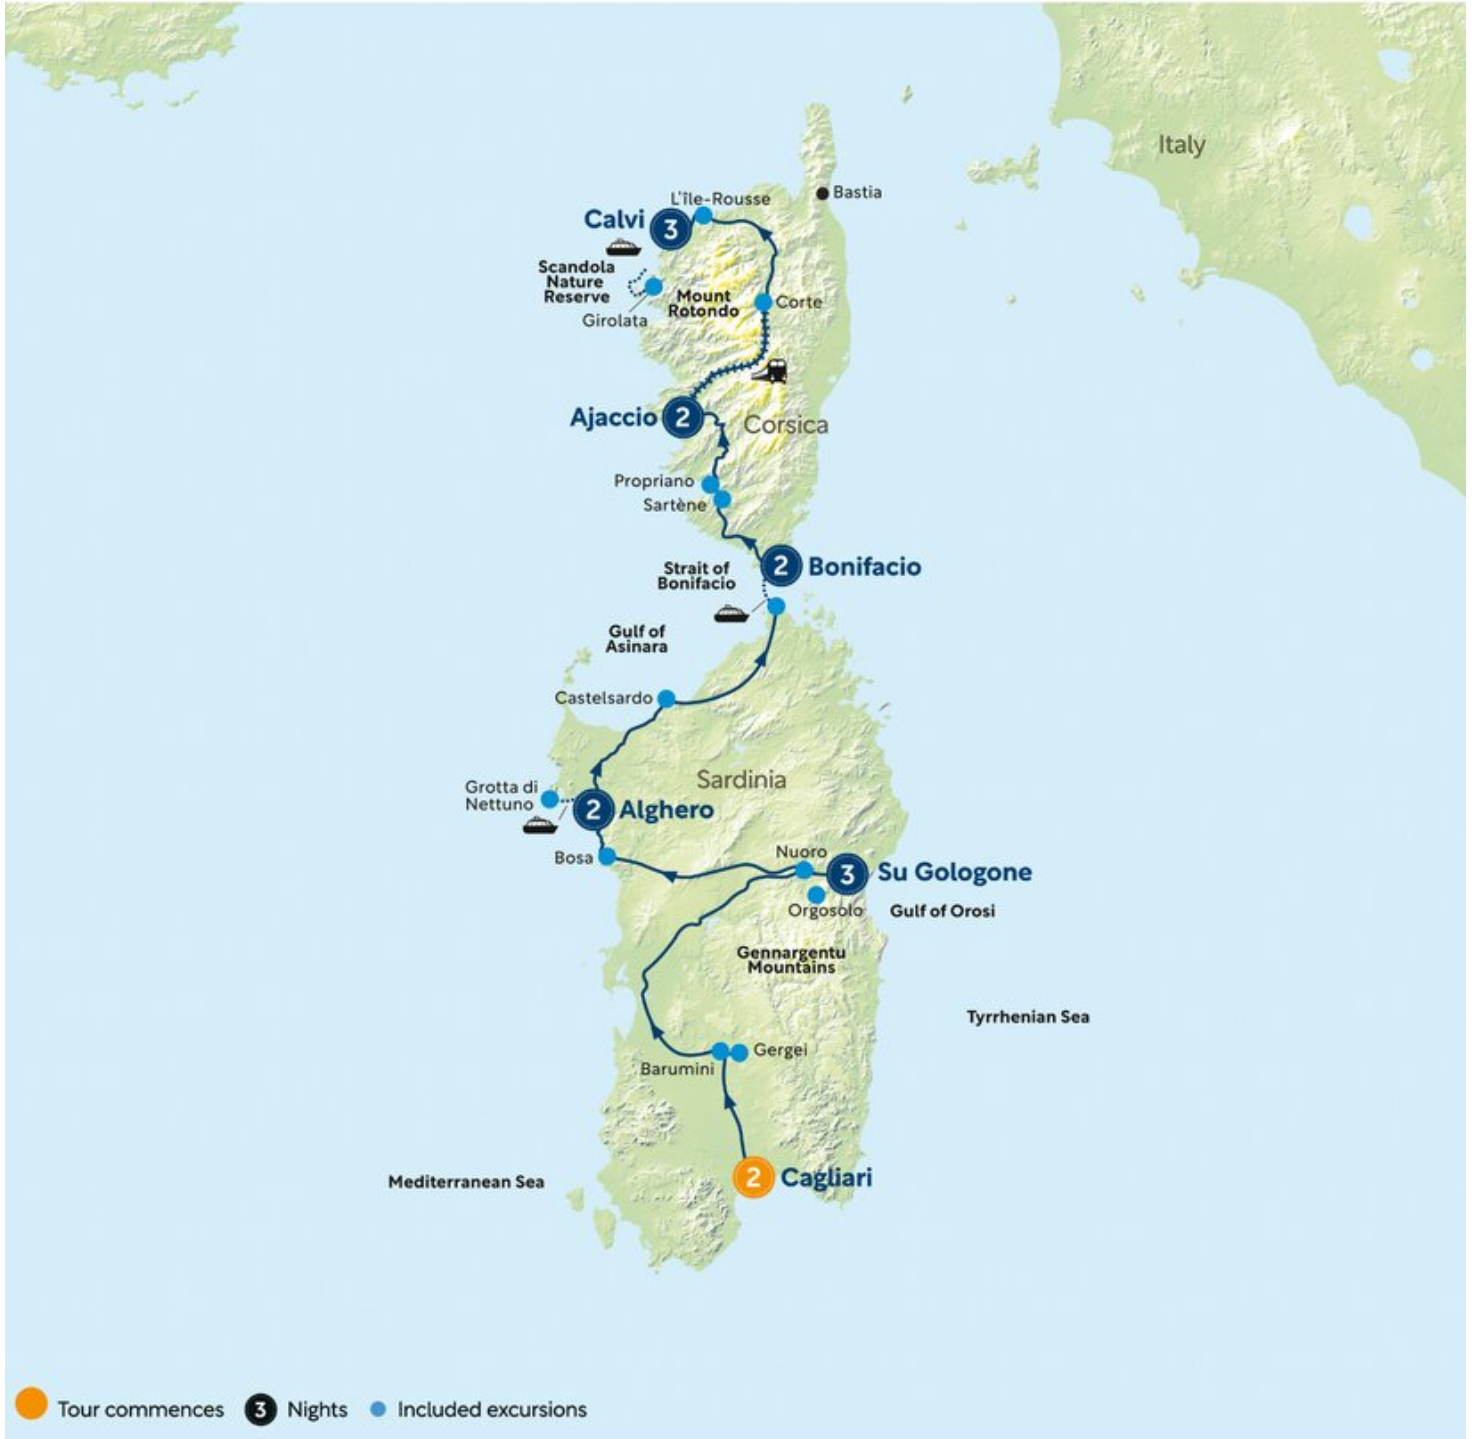 Italy
Bastia
L'île-Rousse
Calvi
3
Scandola
Nature
Reserve
Mount
Rotondo
Corte
Girolata
Ajaccio
2
Corsica
Propriano
Sartène
2
Bonifacio
Strait of
Bonifacio
Gulf of
Asinara
Castelsardo
Sardinia
Grotta di
Nettuno
2
Alghero
Bosa
Nuoro
3
Su Gologone
Orgosolo
Gulf of Orosi
Gennargentu
Mountains
Tyrrhenian Sea
Gergei
Barumini
Mediterranean Sea
2
Cagliari
Tour commences
3
Nights
Included excursions